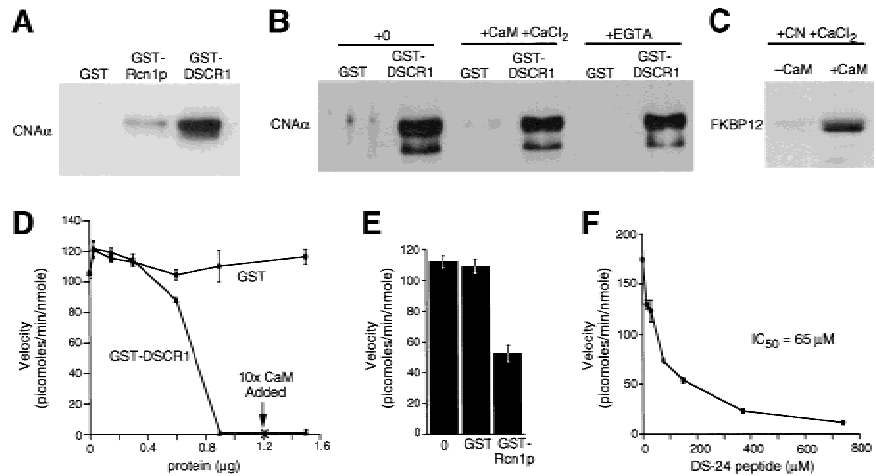 A
GST
GST-
Rcn1p
GST-
DSCR1
CNAα
B
+0
+CaM +CaCl2
+EGTA
GST
GST-
DSCR1
GST
GST-
DSCR1
GST
GST-
DSCR1
CNAα
C
+CN +CaCl2
–CaM
+CaM
FKBP12
D
Velocity
(picomoles/min/nmole)
140
120
100
80
60
40
20
0
GST
GST-DSCR1
10x CaM
Added
0
0.4
0.8
1.2
1.6
protein (µg)
E
Velocity
(picomoles/min/nmole)
120
100
80
60
40
20
0
0
GST
GST-
Rcn1p
F
Velocity
(picomoles/min/nmole)
200
150
100
50
0
IC50 = 65 µM
0
200
400
600
800
DS-24 peptide (µM)